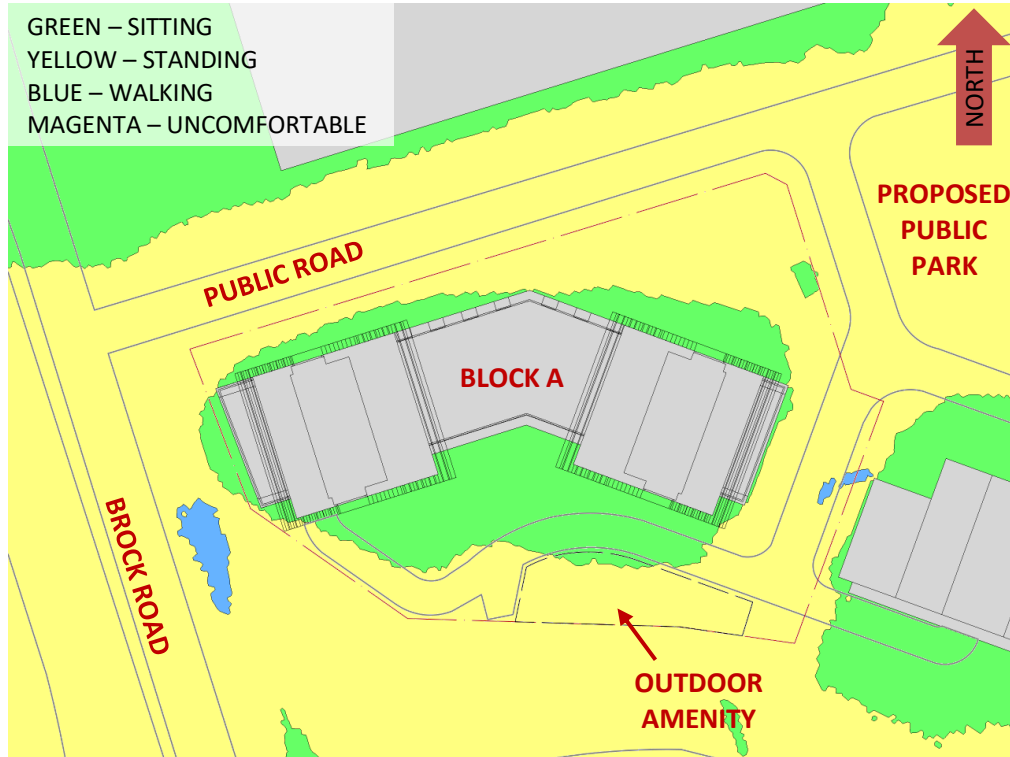 GREEN – SITTING
YELLOW – STANDING
BLUE – WALKING
MAGENTA – UNCOMFORTABLE
NORTH
PROPOSED
PUBLIC
PARK
PUBLIC ROAD
BLOCK A
BROCK ROAD
OUTDOOR
AMENITY